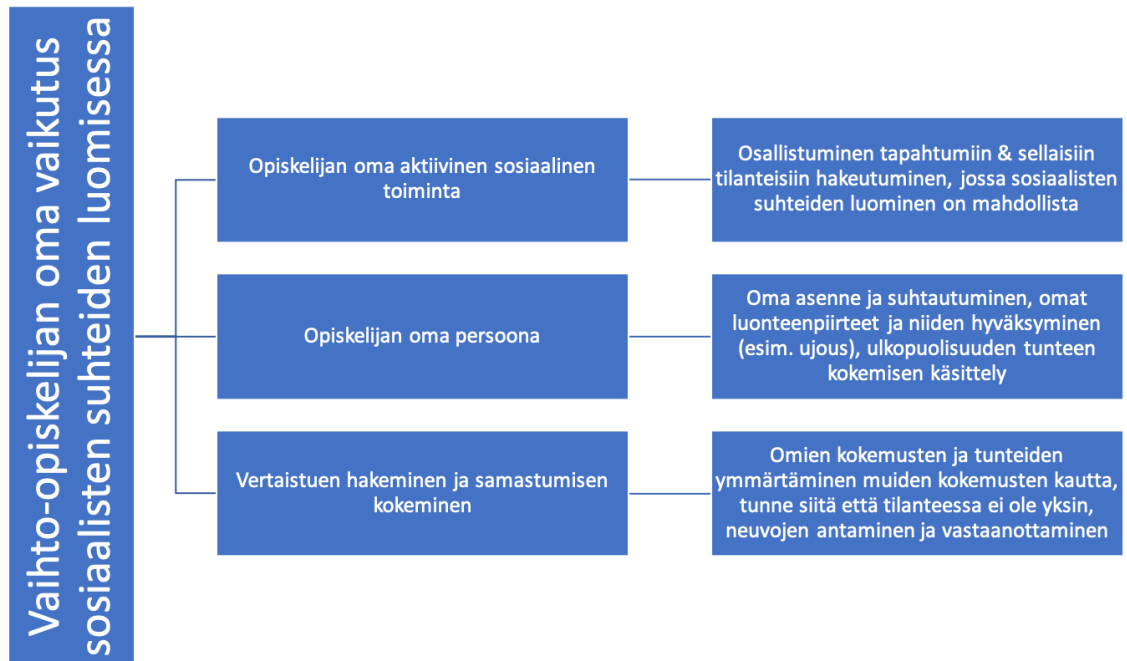 Vaihto-opiskelijan oma vaikutus
sosiaalisten suhteiden luomisessa
Opiskelijan oma aktiivinen sosiaalinen
toiminta
Osallistuminen tapahtumiin & sellaisiin
tilanteisiin hakeutuminen, jossa sosiaalisten
suhteiden luominen on mahdollista
Opiskelijan oma persoona
Oma asenne ja suhtautuminen, omat
luonteenpiirteet ja niiden hyväksyminen
(esim. ujous), ulkopuolisuuden tunteen
kokemisen käsittely
Vertaistuen hakeminen ja samastumisen
kokeminen
Omien kokemusten ja tunteiden
ymmärtäminen muiden kokemusten kautta,
tunne siitä että tilanteessa ei ole yksin,
neuvojen antaminen ja vastaanottaminen